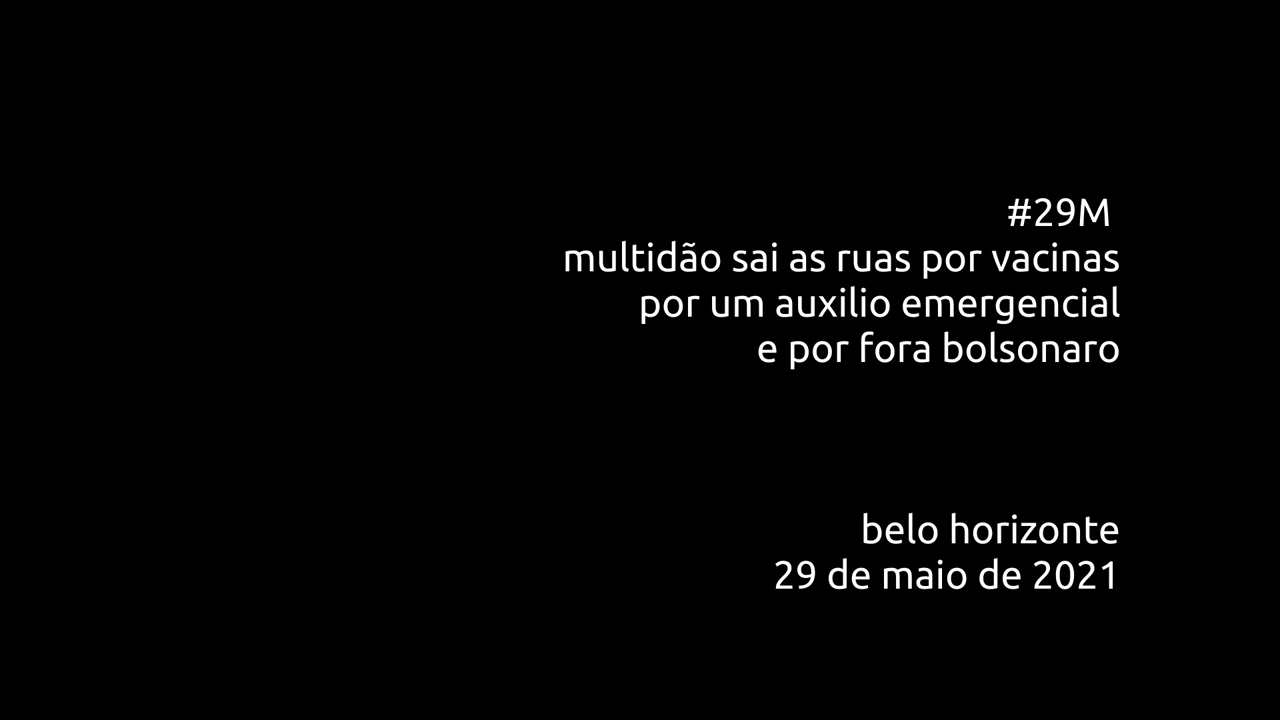 #29M
multidão sai as ruas por vacinas
por um auxilio emergencial
e por fora bolsonaro
belo horizonte
29 de maio de 2021